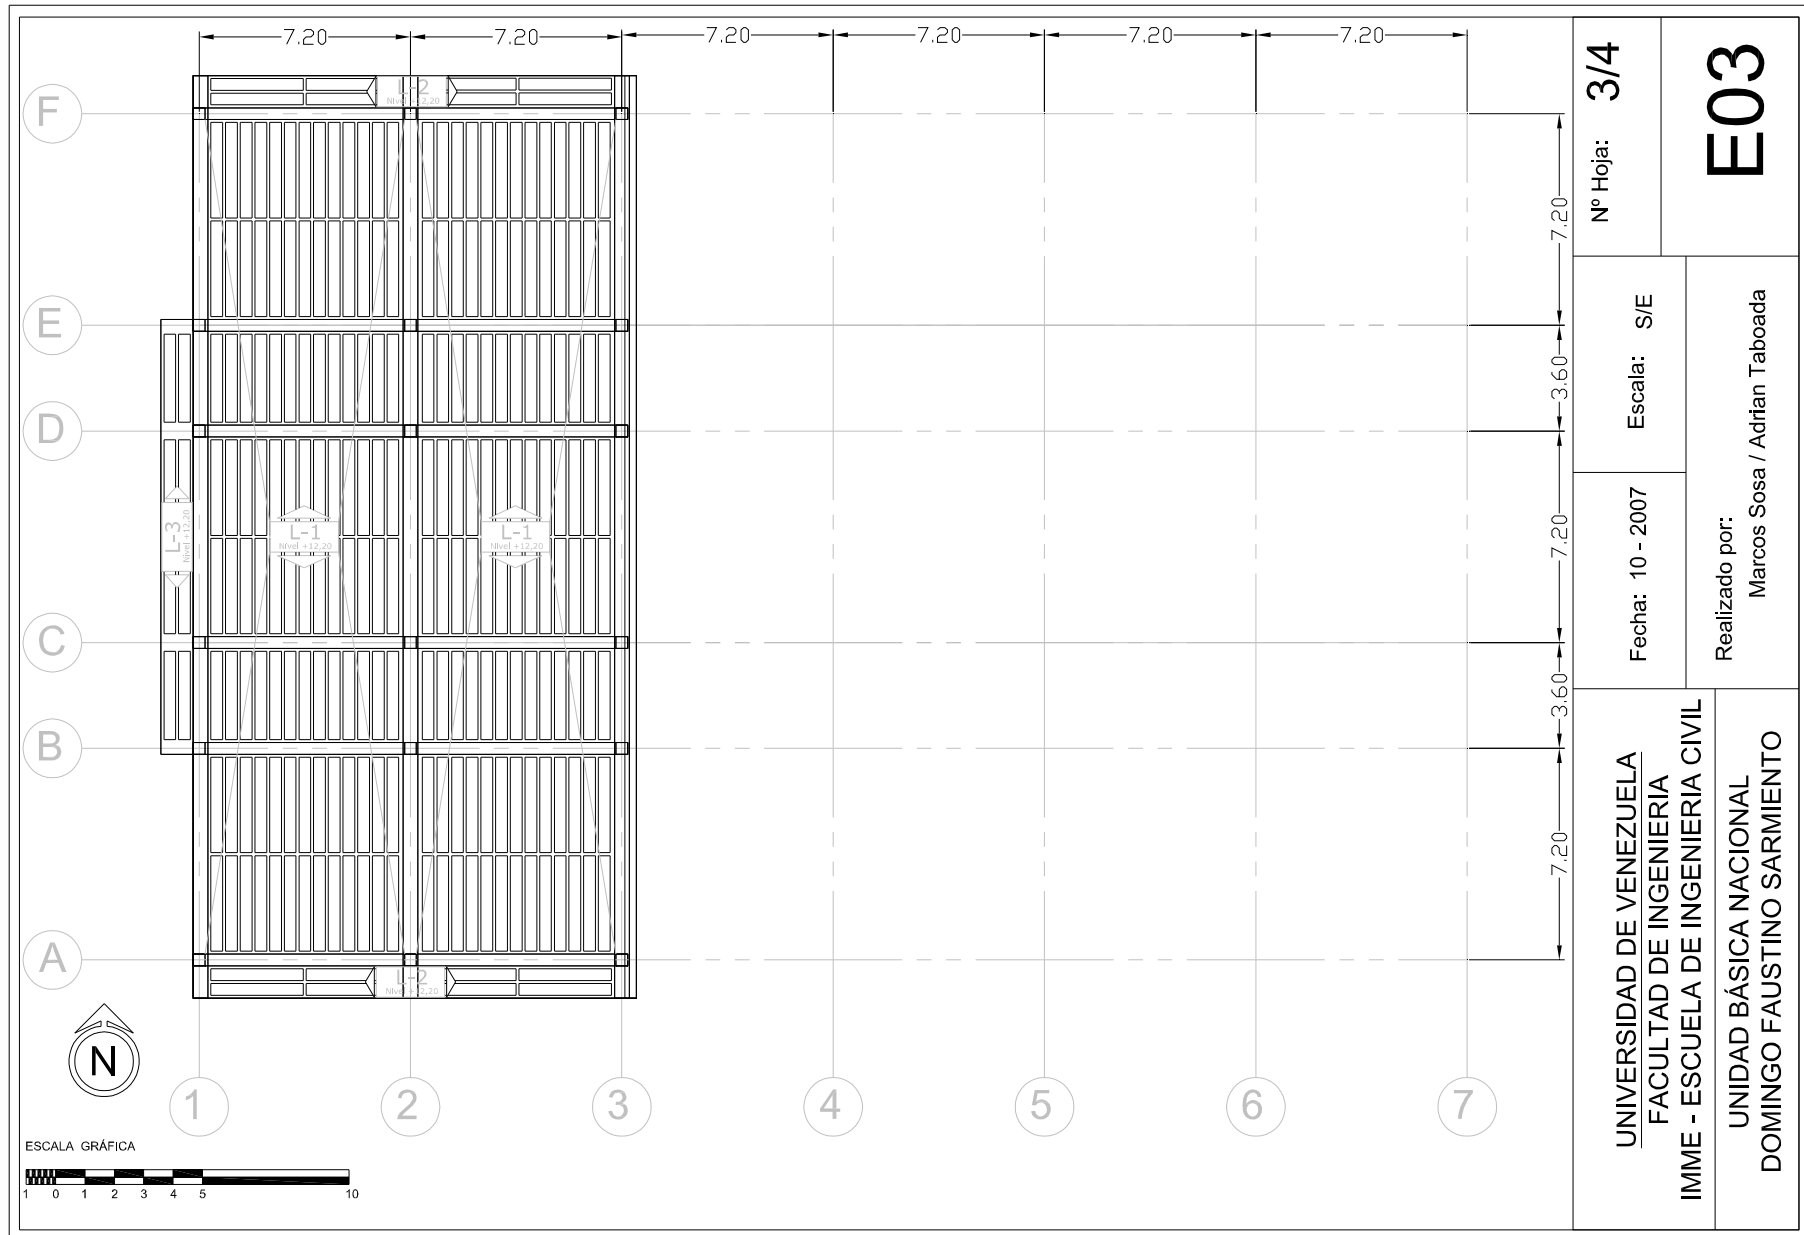 7.20 7.20 7.20 7.20 7.20 7.20
F
E
D
C
B
A
L-2
Nivel +12,20
L-3
Nivel +12,20
L-1
Nivel +12,20
L-1
Nivel +12,20
L-2
Nivel +12,20
7.20
3.60
7.20
3.60
7.20
N
1 2 3 4 5 6 7
ESCALA GRÁFICA
1 0 1 2 3 4 5 10
Nº Hoja: 3/4
E03
Escala: S/E
Fecha: 10 - 2007
Realizado por:
Marcos Sosa / Adrian Taboada
UNIVERSIDAD DE VENEZUELA
FACULTAD DE INGENIERIA
IMME - ESCUELA DE INGENIERIA CIVIL
UNIDAD BÁSICA NACIONAL
DOMINGO FAUSTINO SARMIENTO